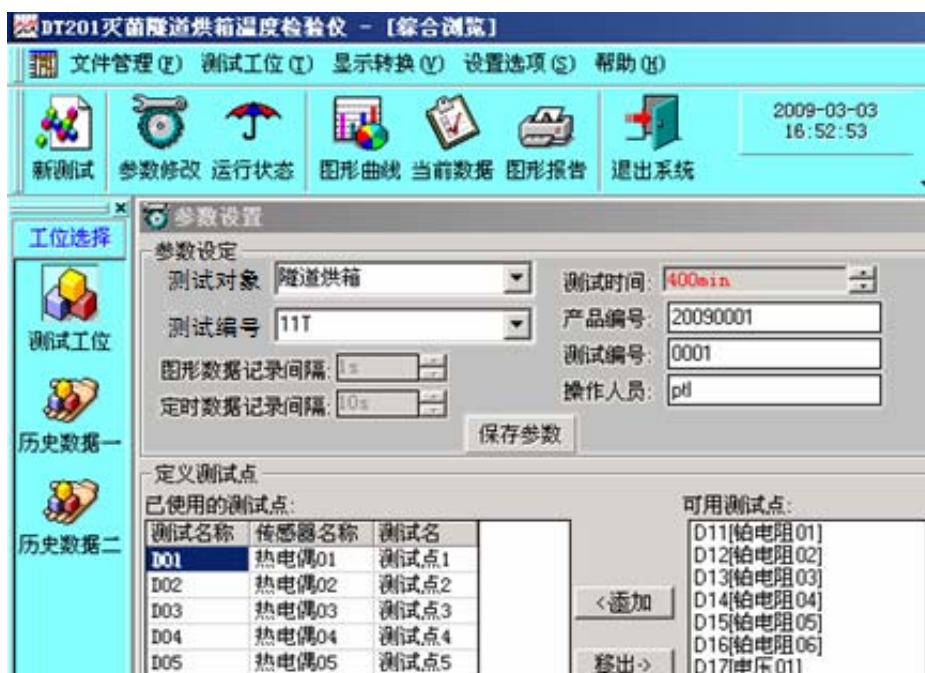 DT201灭菌隧道烘箱温度检验仪 - [综合浏览]
文件管理(F) 测试工位(T) 显示转换(V) 设置选项(S) 帮助(H)
2009-03-03
16:52:53
新测试 参数修改 运行状态 图形曲线 当前数据 图形报告 退出系统
工位选择
测试工位
历史数据一
历史数据二
参数设置
参数设定
测试对象 隧道烘箱 测试时间: 400min
测试编号 11T 产品编号: 20090001
图形数据记录间隔: 1s 测试编号: 0001
定时数据记录间隔: 10s 操作人员: ptl
保存参数
定义测试点
已使用的测试点: 可用测试点:
测试名称 传感器名称 测试名
D01 热电偶01 测试点1
D02 热电偶02 测试点2
D03 热电偶03 测试点3
D04 热电偶04 测试点4
D05 热电偶05 测试点5
<添加
移出->
D11[铂电阻01]
D12[铂电阻02]
D13[铂电阻03]
D14[铂电阻04]
D15[铂电阻05]
D16[铂电阻06]
D17[电压01]